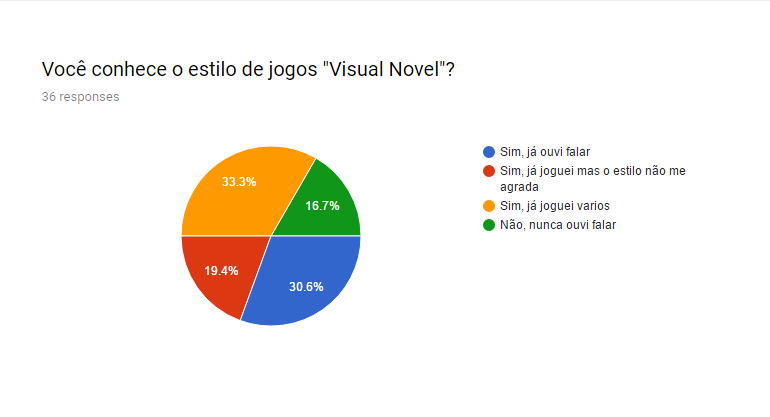 Você conhece o estilo de jogos "Visual Novel"?
36 responses
Sim, já ouvi falar
Sim, já joguei mas o estilo não me
agrada
Sim, já joguei varios
Não, nunca ouvi falar
33.3%
16.7%
19.4%
30.6%